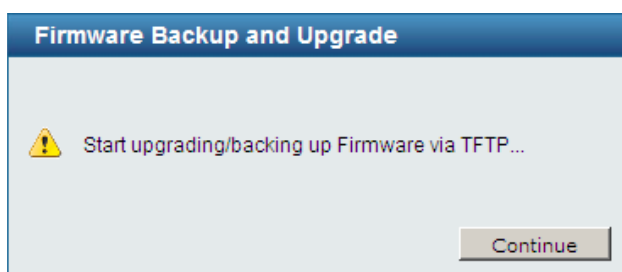 Firmware Backup and Upgrade
Start upgrading/backing up Firmware via TFTP...
Continue